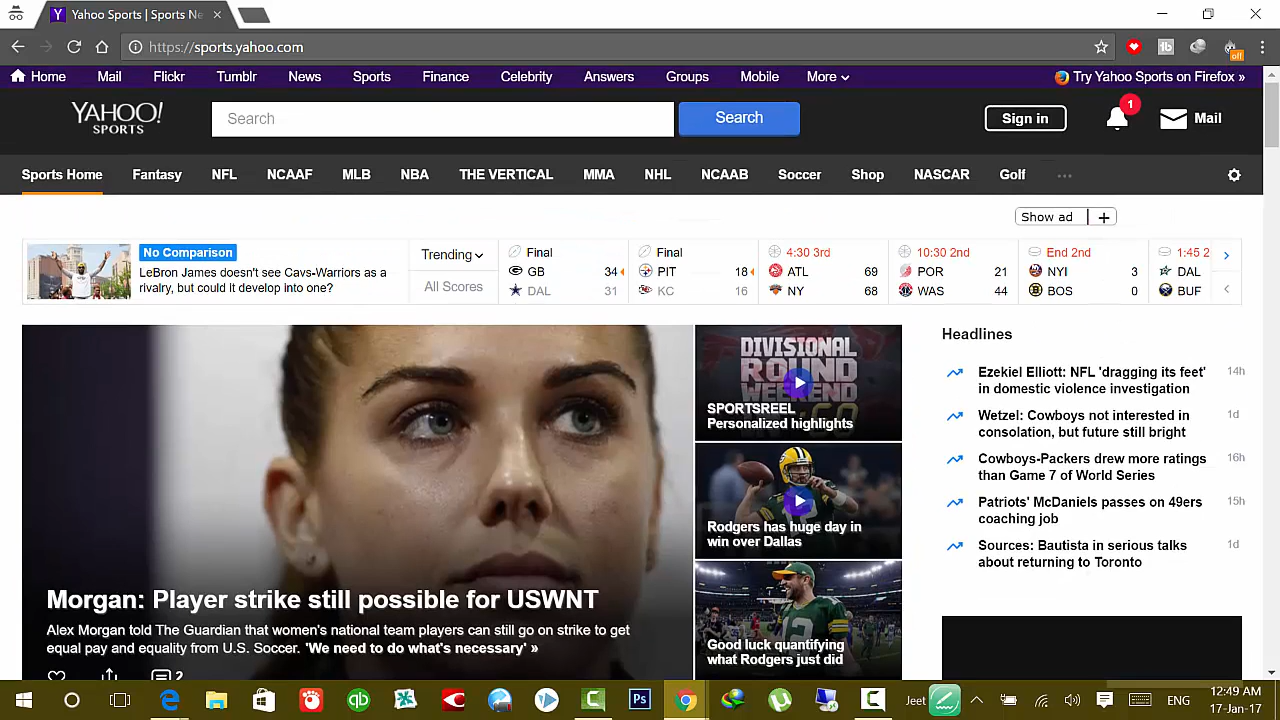 Yahoo Sports | Sports Ne
https://sports.yahoo.com
Home Mail Flickr Tumblr News Sports Finance Celebrity Answers Groups Mobile More Try Yahoo Sports on Firefox »
YAHOO!
SPORTS
Search
Search
Sign in
1
Mail
Sports Home Fantasy NFL NCAAF MLB NBA THE VERTICAL MMA NHL NCAAB Soccer Shop NASCAR Golf ...
Show ad +
No Comparison
LeBron James doesn't see Cavs-Warriors as a
rivalry, but could it develop into one?
Trending
All Scores
Final
GB 34
DAL 31
Final
PIT 18
KC 16
4:30 3rd
ATL 69
NY 68
10:30 2nd
POR 21
WAS 44
End 2nd
NYI 3
BOS 0
1:45 2
DAL
BUF
Morgan: Player strike still possible for USWNT
Alex Morgan told The Guardian that women's national team players can still go on strike to get
equal pay and equality from U.S. Soccer. 'We need to do what's necessary' »
2
DIVISIONAL
ROUND
WEEKEND
SPORTSREEL
Personalized highlights
Rodgers has huge day in
win over Dallas
12
Good luck quantifying
what Rodgers just did
Headlines
Ezekiel Elliott: NFL 'dragging its feet' 14h
in domestic violence investigation
Wetzel: Cowboys not interested in 1d
consolation, but future still bright
Cowboys-Packers drew more ratings 16h
than Game 7 of World Series
Patriots' McDaniels passes on 49ers 15h
coaching job
Sources: Bautista in serious talks 1d
about returning to Toronto
off
Ps
Jeet
ENG
12:49 AM
17-Jan-17